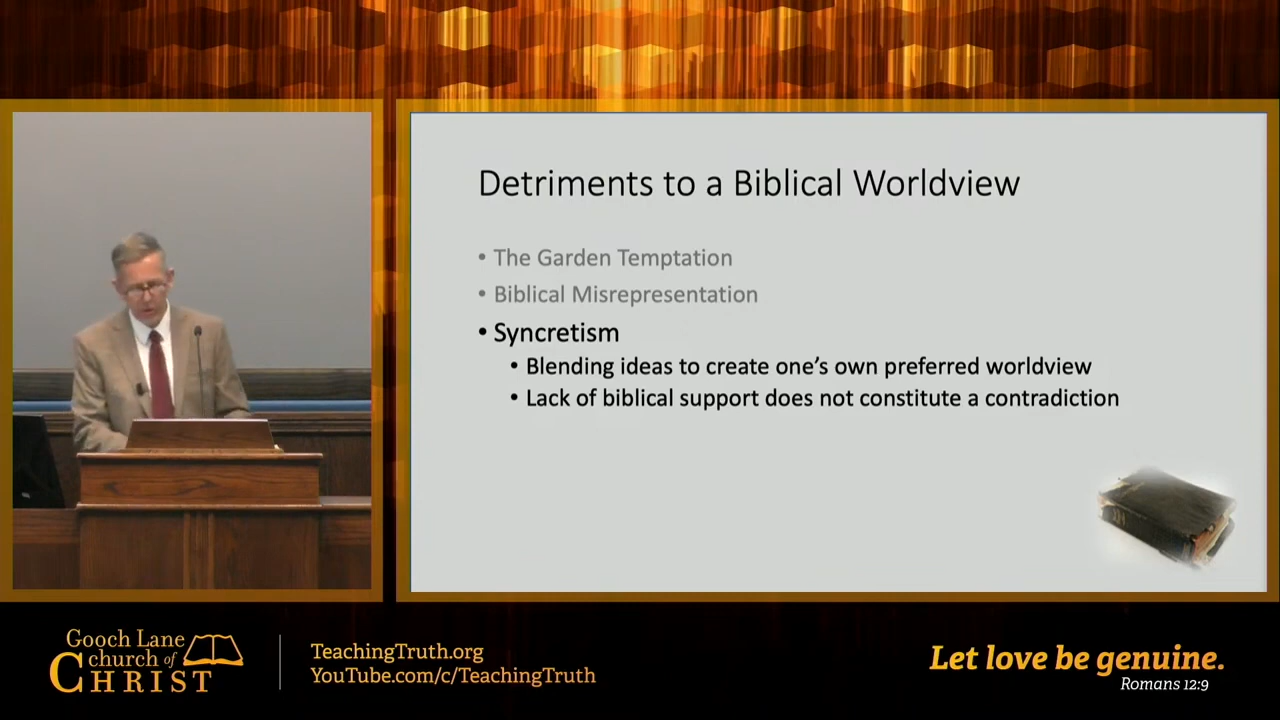 Detriments to a Biblical Worldview
• The Garden Temptation
• Biblical Misrepresentation
• Syncretism
• Blending ideas to create one’s own preferred worldview
• Lack of biblical support does not constitute a contradiction
Gooch Lane
church of
CHRIST
TeachingTruth.org
YouTube.com/c/TeachingTruth
Let love be genuine.
Romans 12:9